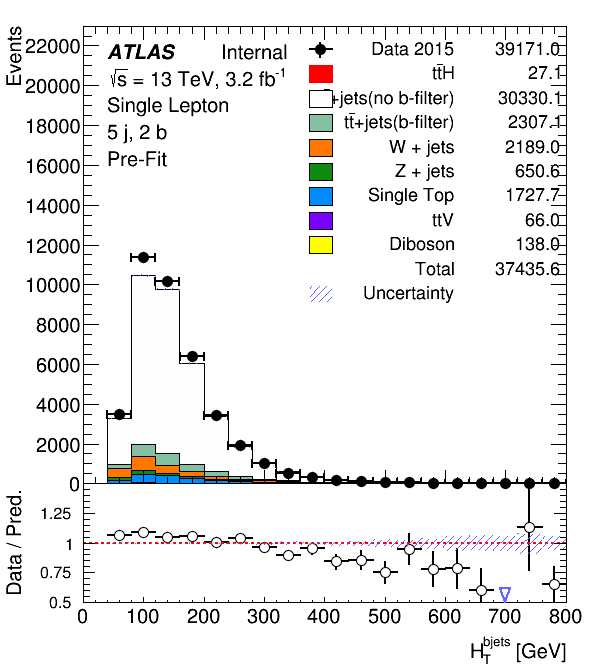 Events
22000
20000
18000
16000
14000
12000
10000
8000
6000
4000
2000
0
ATLAS Internal
√s = 13 TeV, 3.2 fb⁻¹
Single Lepton
5 j, 2 b
Pre-Fit
Data 2015 39171.0
tt̄H 27.1
+jets(no b-filter) 30330.1
tt̄+jets(b-filter) 2307.1
W + jets 2189.0
Z + jets 650.6
Single Top 1727.7
ttV 66.0
Diboson 138.0
Total 37435.6
Uncertainty
Data / Pred.
1.25
1
0.75
0.5
0 100 200 300 400 500 600 700 800
H_T^bjets [GeV]